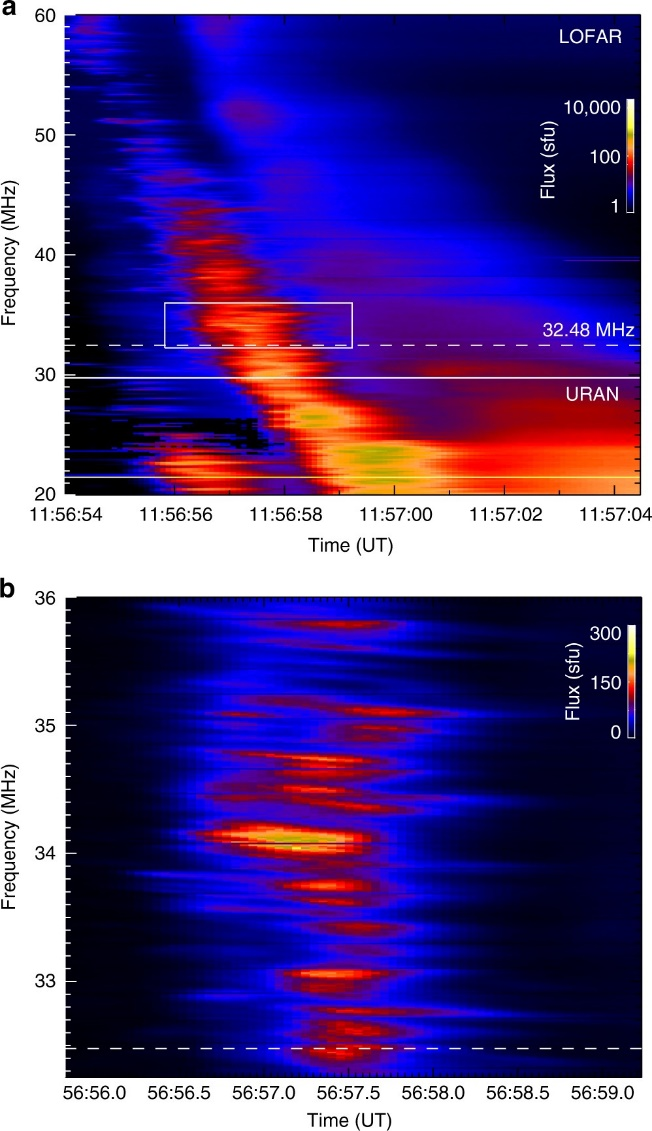 a
60
50
40
30
20
Frequency (MHz)
LOFAR
10,000
100
1
Flux (sfu)
32.48 MHz
URAN
11:56:54 11:56:56 11:56:58 11:57:00 11:57:02 11:57:04
Time (UT)
b
36
35
34
33
Frequency (MHz)
300
150
0
Flux (sfu)
56:56.0 56:56.5 56:57.0 56:57.5 56:58.0 56:58.5 56:59.0
Time (UT)